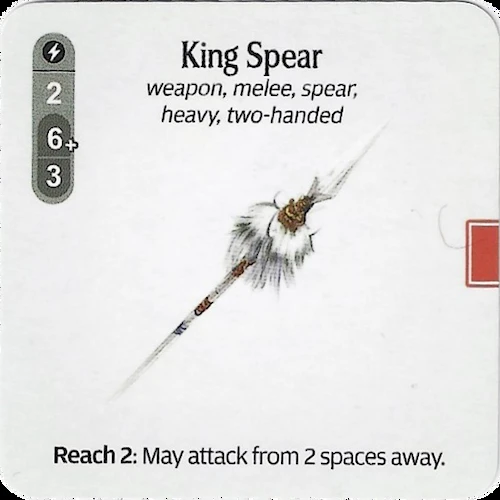 King Spear
weapon, melee, spear,
heavy, two-handed
2
6+
3
Reach 2: May attack from 2 spaces away.